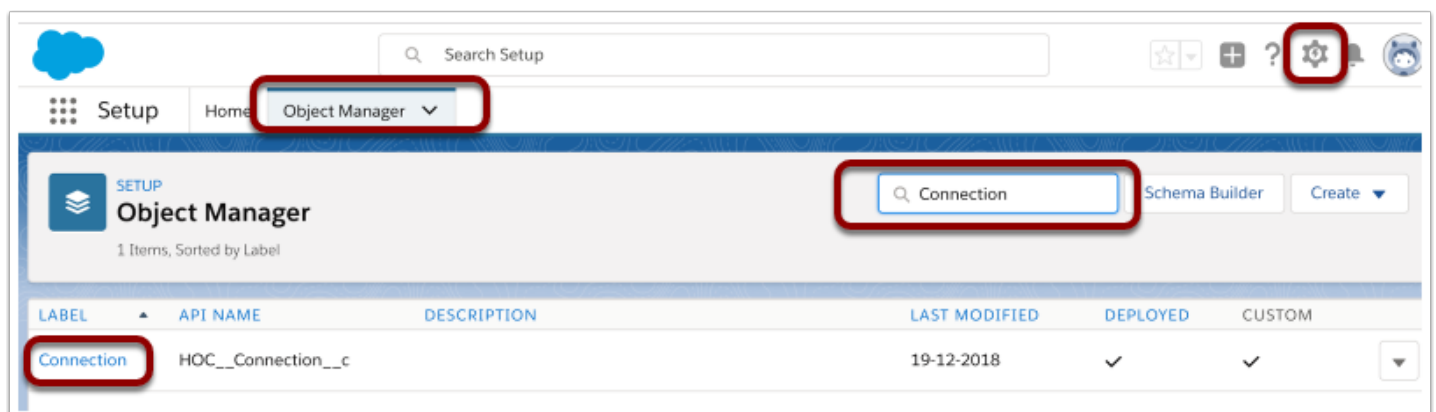 Search Setup
Setup Home Object Manager
SETUP
Object Manager
1 Items, Sorted by Label
Connection
Schema Builder
Create
LABEL API NAME DESCRIPTION LAST MODIFIED DEPLOYED CUSTOM
Connection HOC__Connection__c 19-12-2018